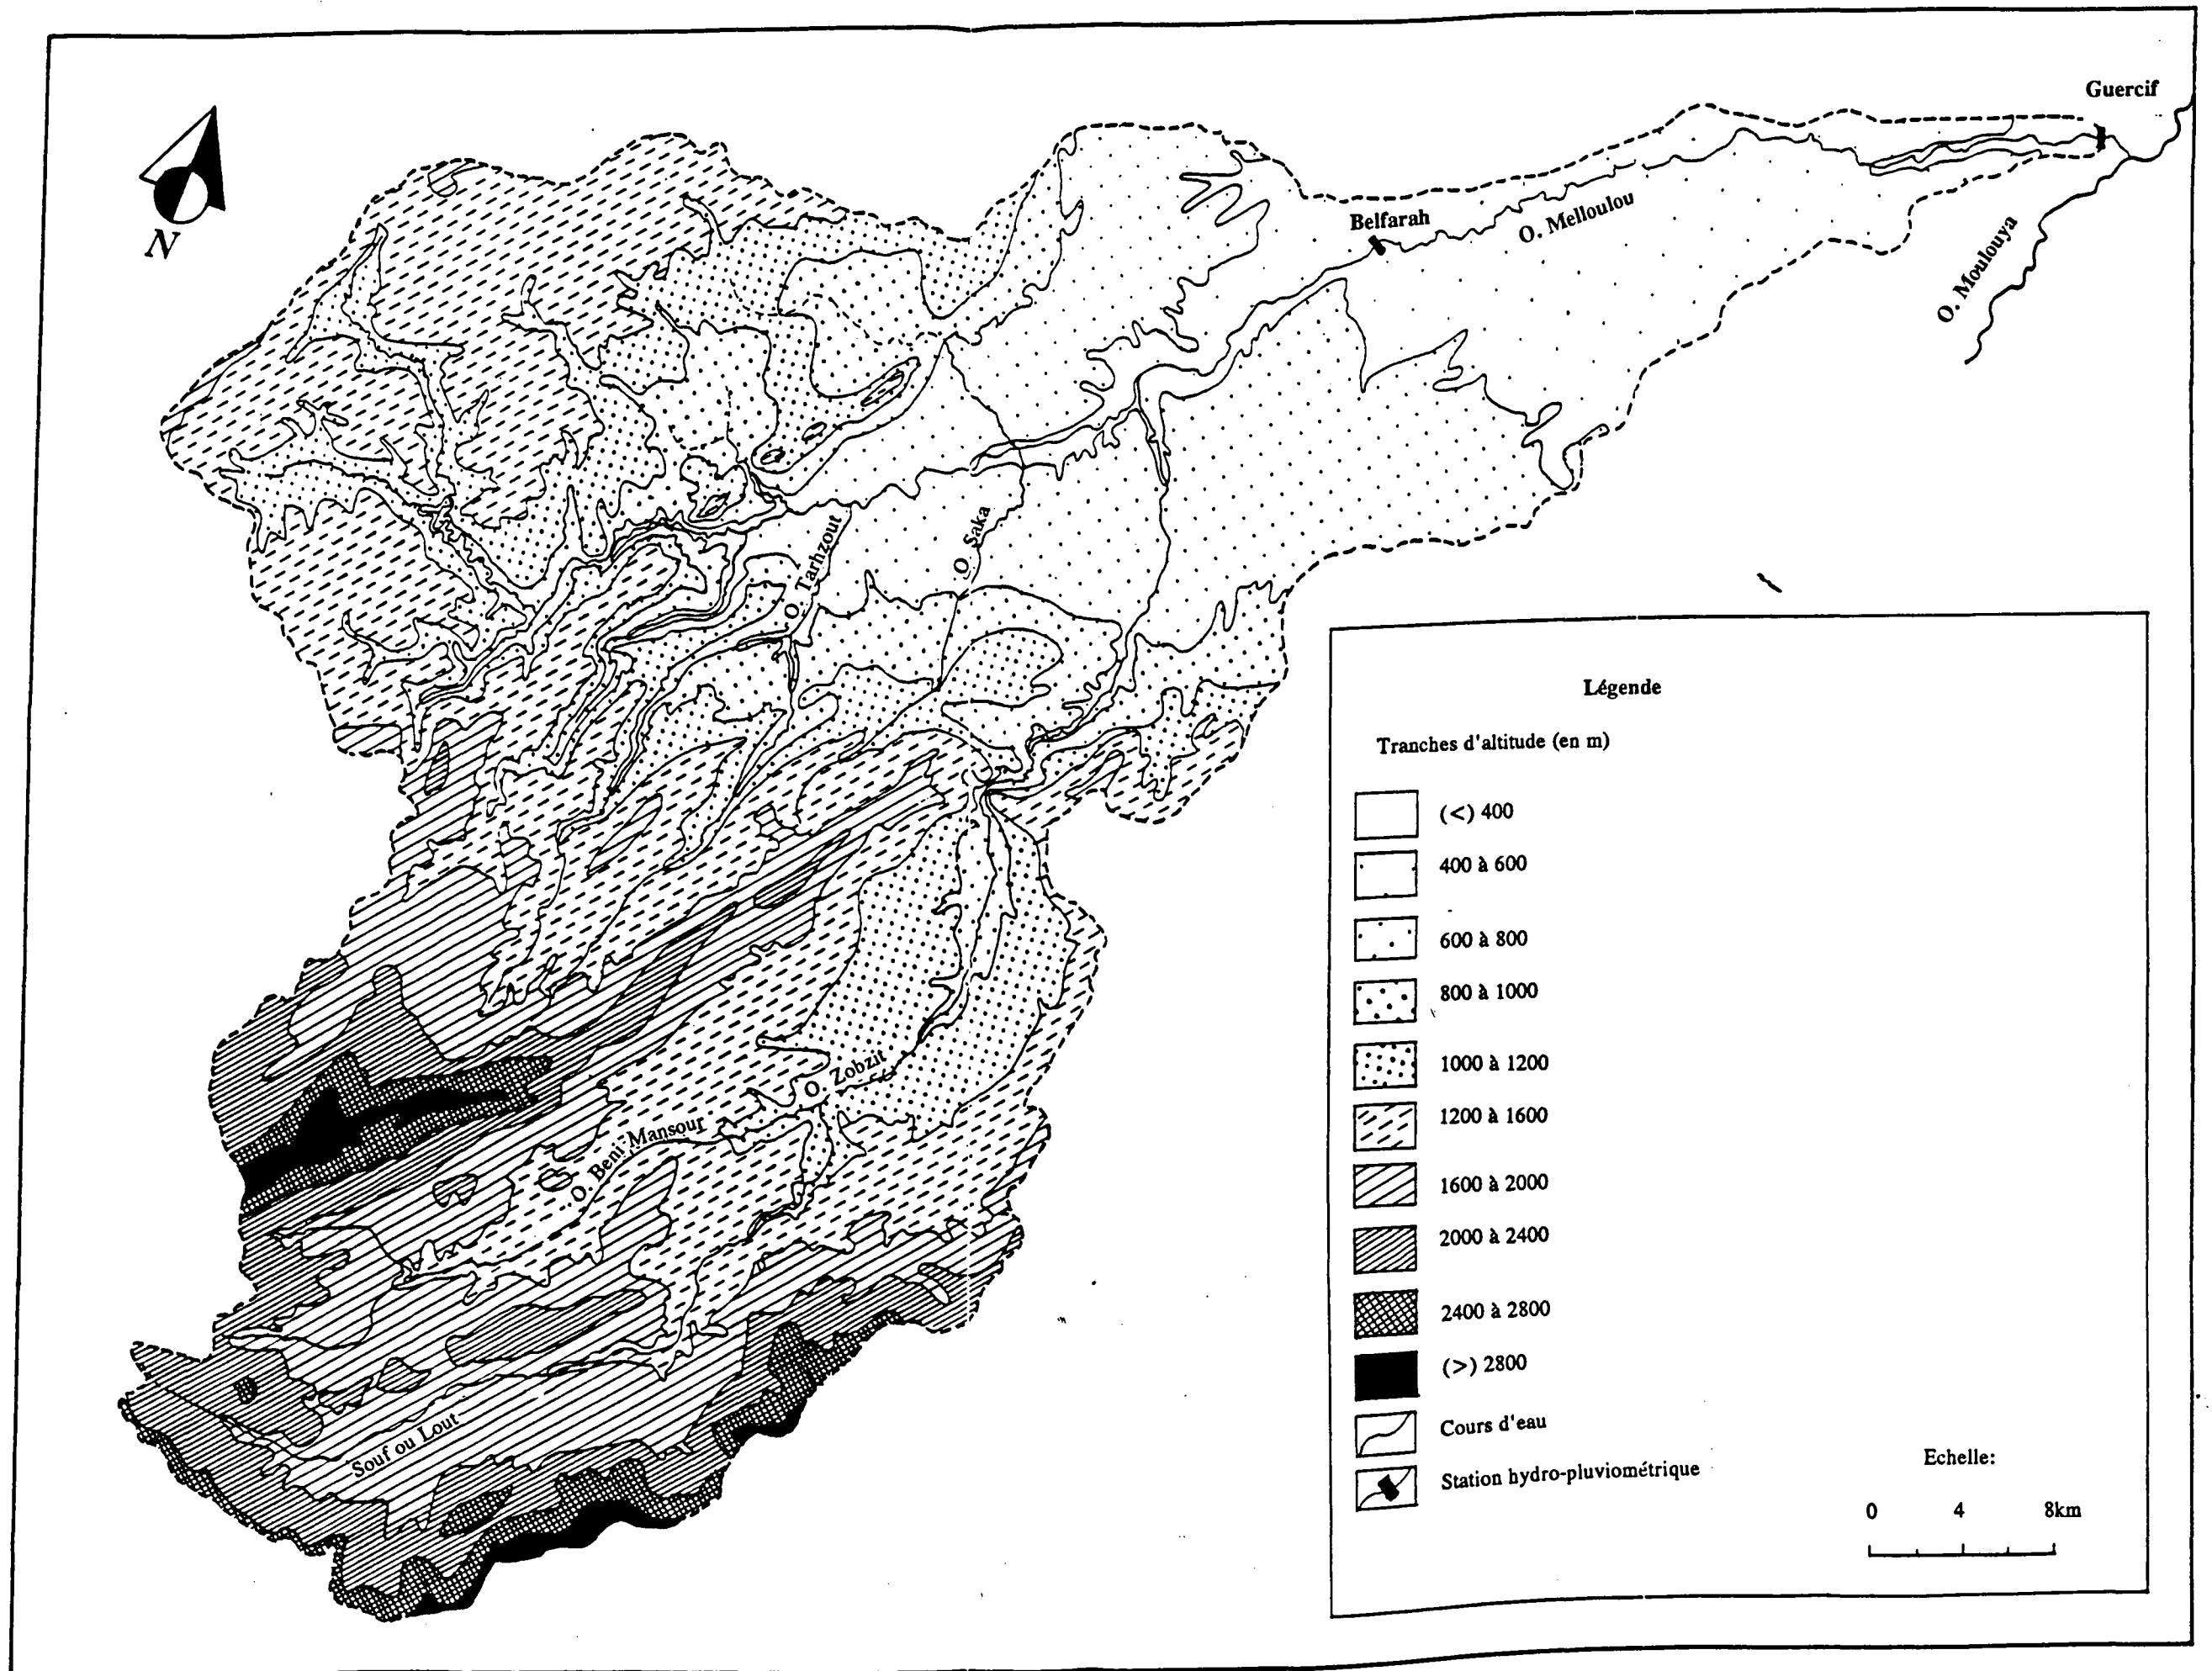 Guercif
N
Belfarah
O. Melloulou
O. Moulouya
O. Tarhzout
O. Saka
O. Zobzit
O. Beni Mansour
Souf ou Lout
Légende
Tranches d'altitude (en m)
(<) 400
400 à 600
600 à 800
800 à 1000
1000 à 1200
1200 à 1600
1600 à 2000
2000 à 2400
2400 à 2800
(>) 2800
Cours d'eau
Station hydro-pluviométrique
Echelle:
0 4 8km